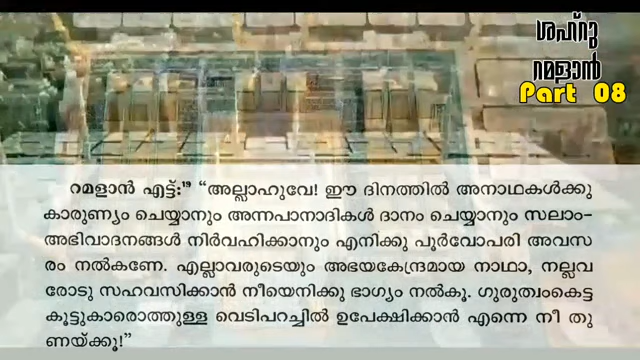 ശഹ്റു
റമളാൻ
Part 08
റമളാൻ എട്ട്:¹⁹ “അല്ലാഹുവേ! ഈ ദിനത്തിൽ അനാഥകൾക്കു
കാരുണ്യം ചെയ്യാനും അന്നപാനാദികൾ ദാനം ചെയ്യാനും സലാം–
അഭിവാദനങ്ങൾ നിർവഹിക്കാനും എനിക്കു പൂർവോപരി അവസ
രം നൽകണേ. എല്ലാവരുടെയും അഭയകേന്ദ്രമായ നാഥാ, നല്ലവ
രോടു സഹവസിക്കാൻ നീയെനിക്കു ഭാഗ്യം നൽകൂ. ഗുരുത്വംകെട്ട
കൂട്ടുകാരൊത്തുള്ള വെടിപറച്ചിൽ ഉപേക്ഷിക്കാൻ എന്നെ നീ തു
ണയ്ക്കൂ!”